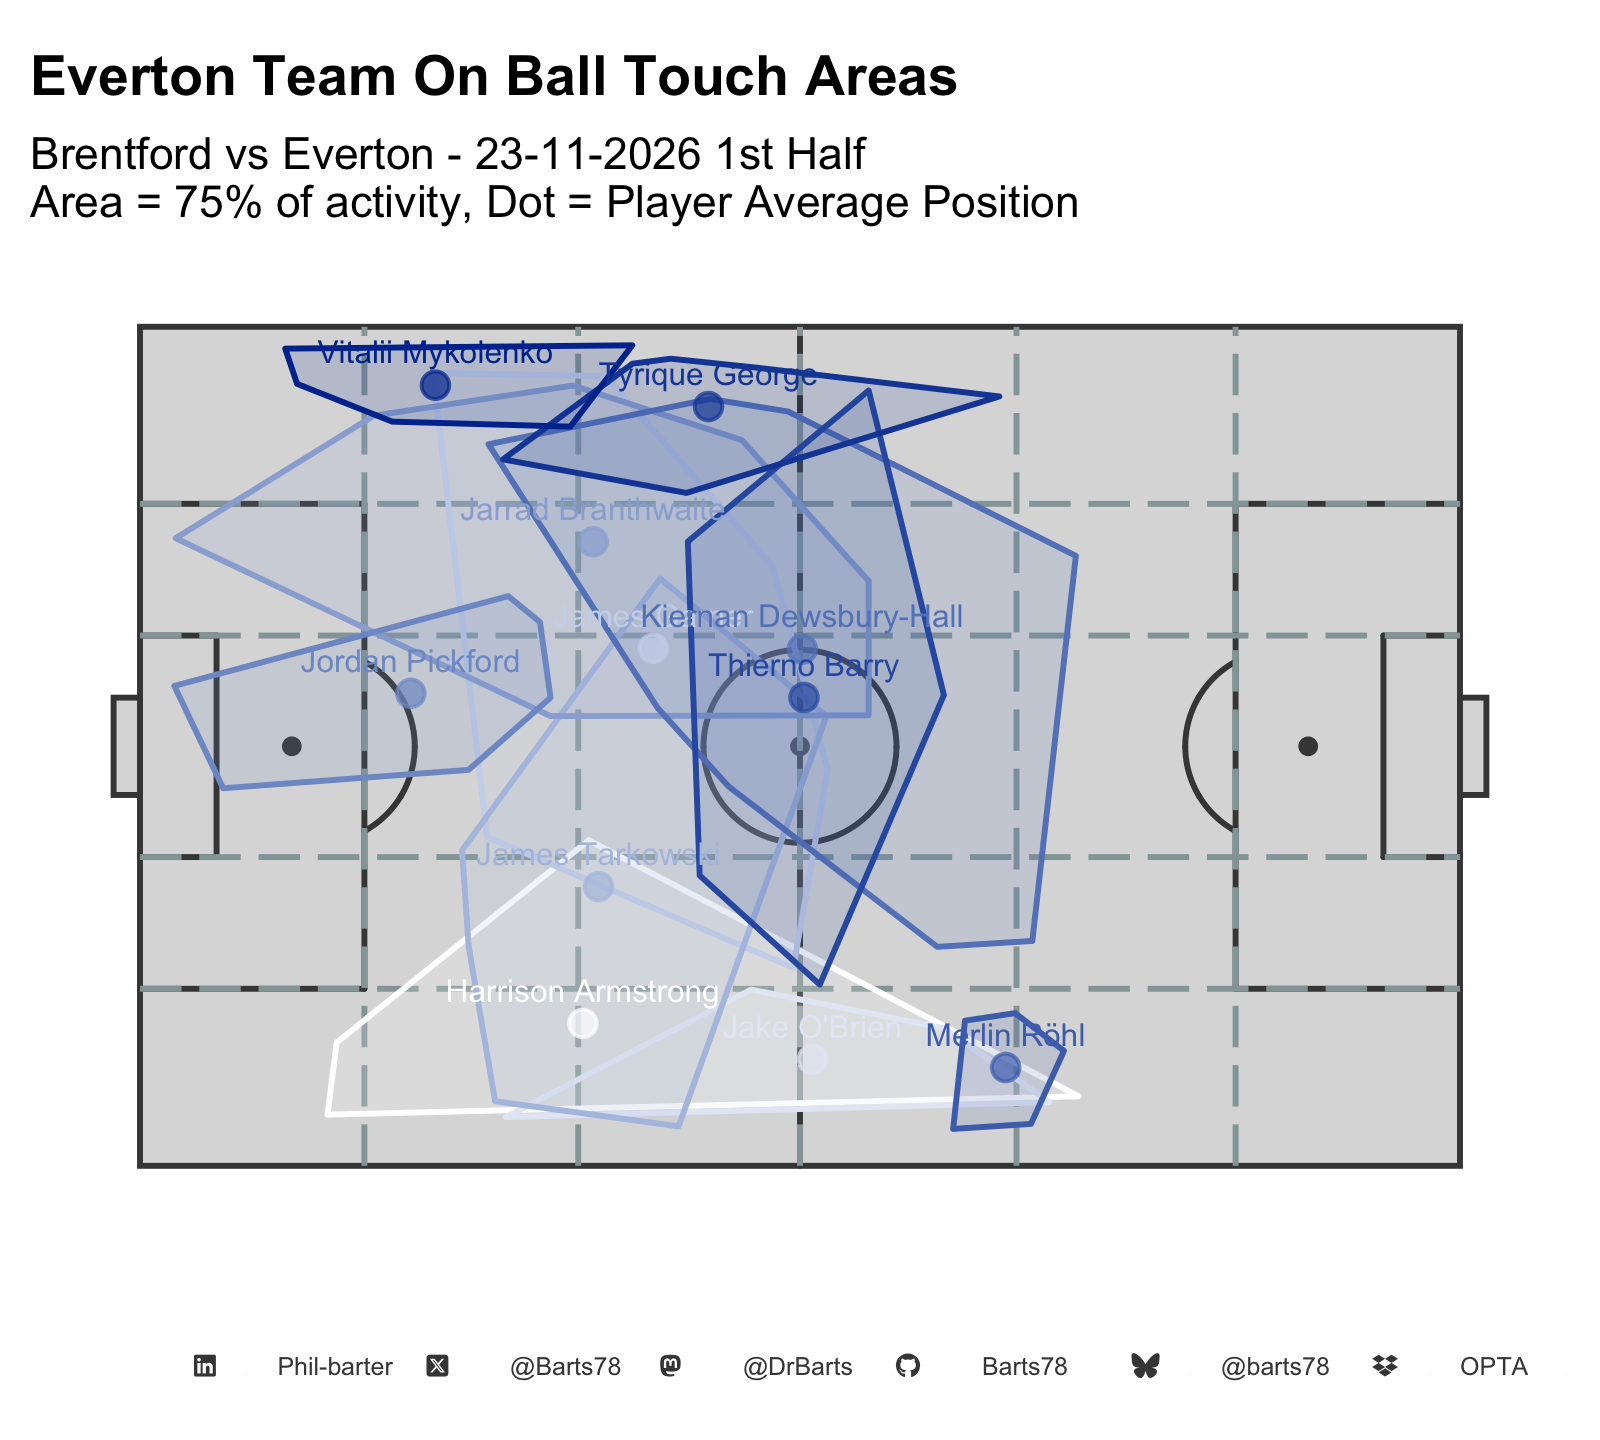 Everton Team On Ball Touch Areas
Brentford vs Everton - 23-11-2026 1st Half
Area = 75% of activity, Dot = Player Average Position
Vitalii Mykolenko
Tyrique George
Jarrad Branthwaite
James Garner
Kiernan Dewsbury-Hall
Jordan Pickford
Thierno Barry
James Tarkowski
Harrison Armstrong
Jake O'Brien
Merlin Röhl
Phil-barter @Barts78 @DrBarts Barts78 @barts78 OPTA